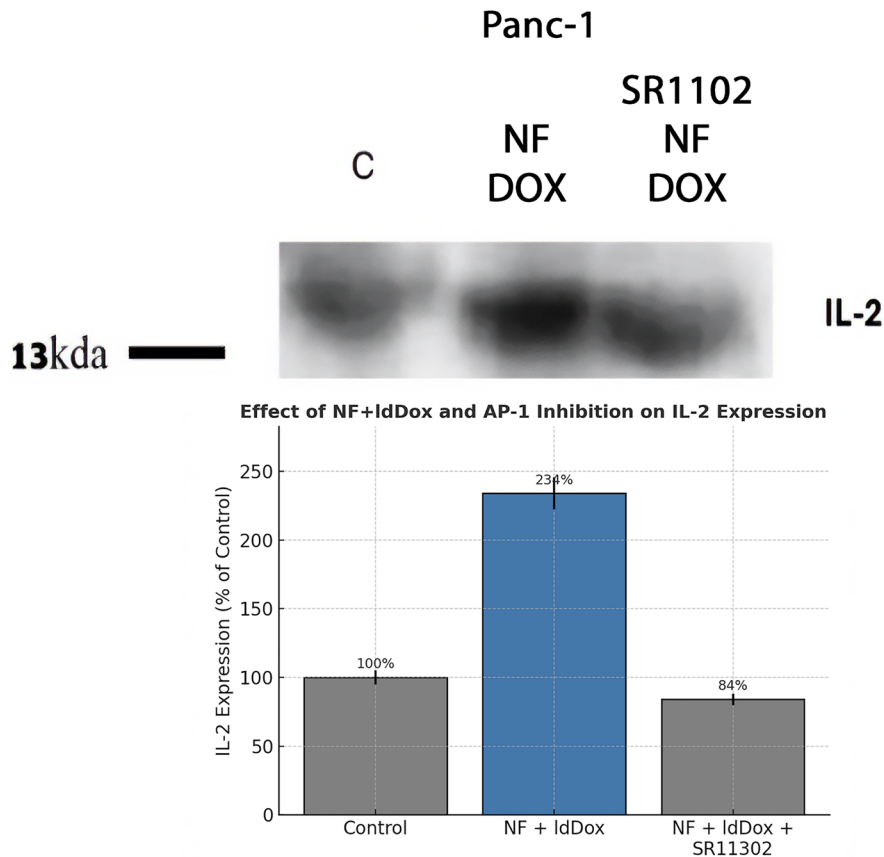 Panc-1
SR1102
C
NF
NF
DOX
DOX
IL-2
13kda
Effect of NF+ldDox and AP-1 Inhibition on IL-2 Expression
IL-2 Expression (% of Control)
250
200
150
100
50
0
100%
234%
84%
Control
NF + ldDox
NF + ldDox +
SR11302